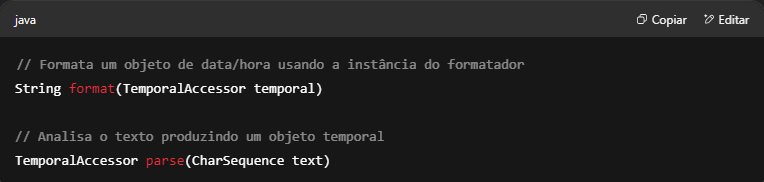 java
Copiar
Editar
// Formata um objeto de data/hora usando a instância do formatador
String format(TemporalAccessor temporal)
// Analisa o texto produzindo um objeto temporal
TemporalAccessor parse(CharSequence text)